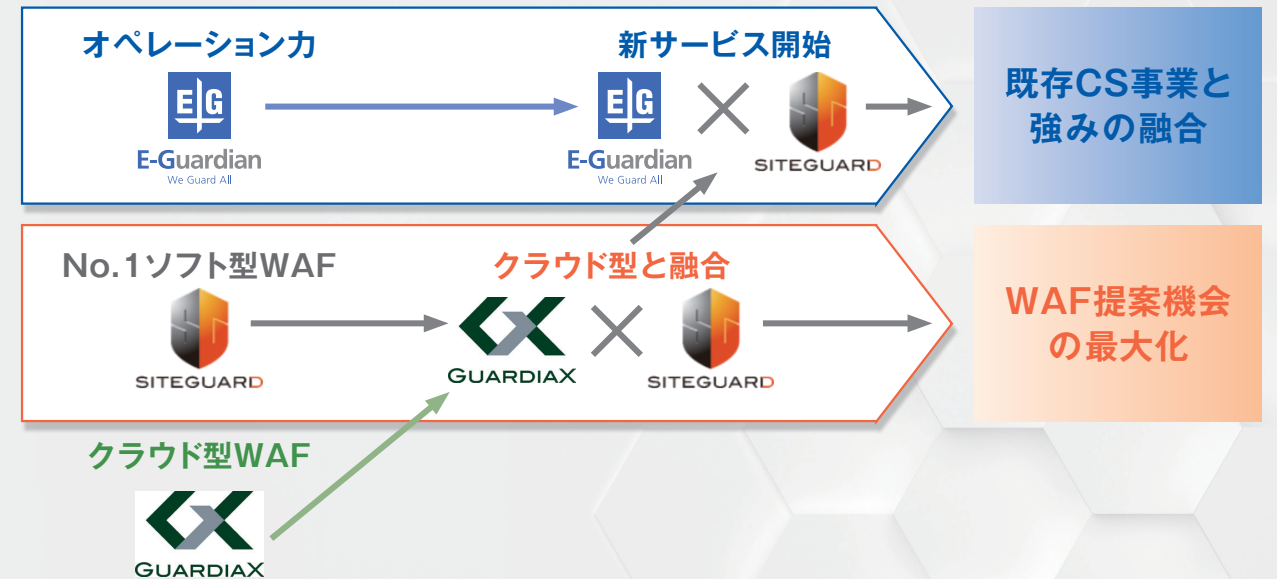 オペレーション力
新サービス開始
E G
E-Guardian
We Guard All
E G
E-Guardian
We Guard All
SITEGUARD
既存CS事業と
強みの融合
No.1ソフト型WAF
クラウド型と融合
SITEGUARD
GUARDIAX
SITEGUARD
WAF提案機会
の最大化
クラウド型WAF
GUARDIAX